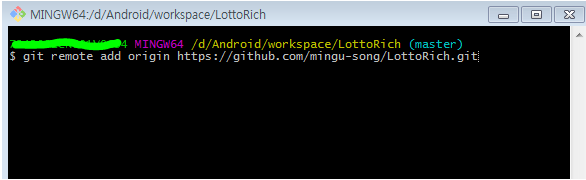 MINGW64:/d/Android/workspace/LottoRich
MINGW64 /d/Android/workspace/LottoRich (master)
$ git remote add origin https://github.com/mingu-song/LottoRich.git